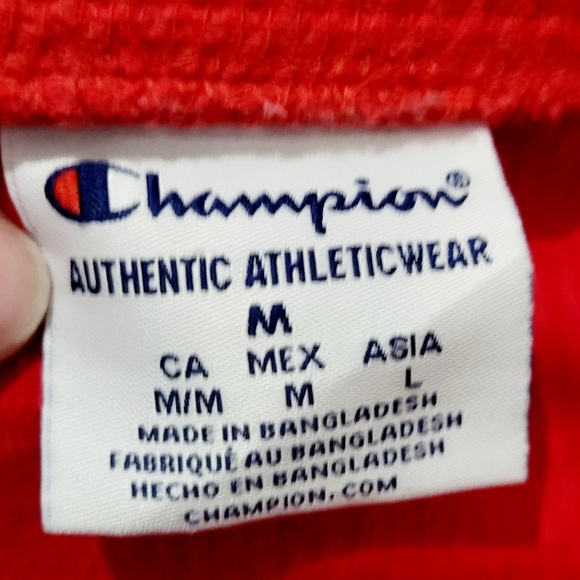 Champion®
AUTHENTIC ATHLETICWEAR
M
CA MEX ASIA
M/M M L
MADE IN BANGLADESH
FABRIQUÉ AU BANGLADESH
HECHO EN BANGLADESH
CHAMPION.COM